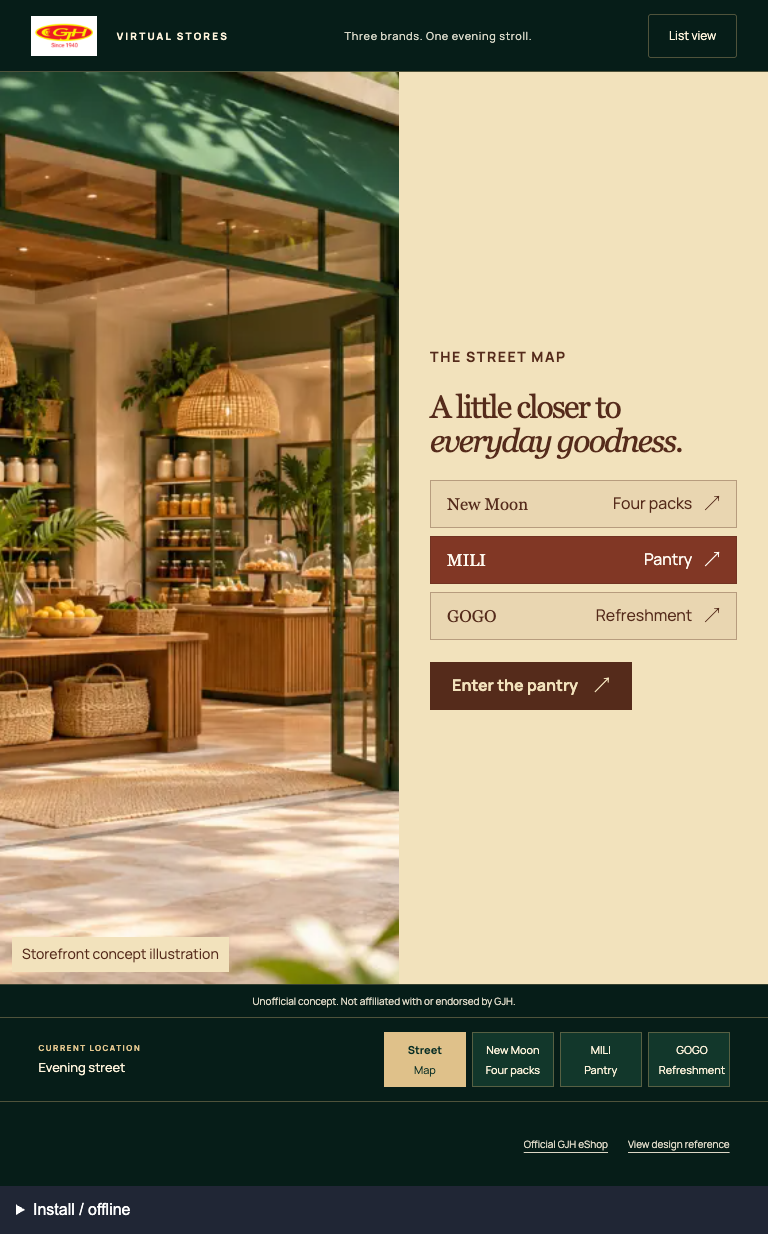 GJH
Since 1940
VIRTUAL STORES
Three brands. One evening stroll.
List view
THE STREET MAP
A little closer to
everyday goodness.
New Moon Four packs
MILI Pantry
GOGO Refreshment
Enter the pantry
Storefront concept illustration
Unofficial concept. Not affiliated with or endorsed by GJH.
CURRENT LOCATION
Evening street
Street
Map
New Moon
Four packs
MILI
Pantry
GOGO
Refreshment
Official GJH eShop
View design reference
Install / offline